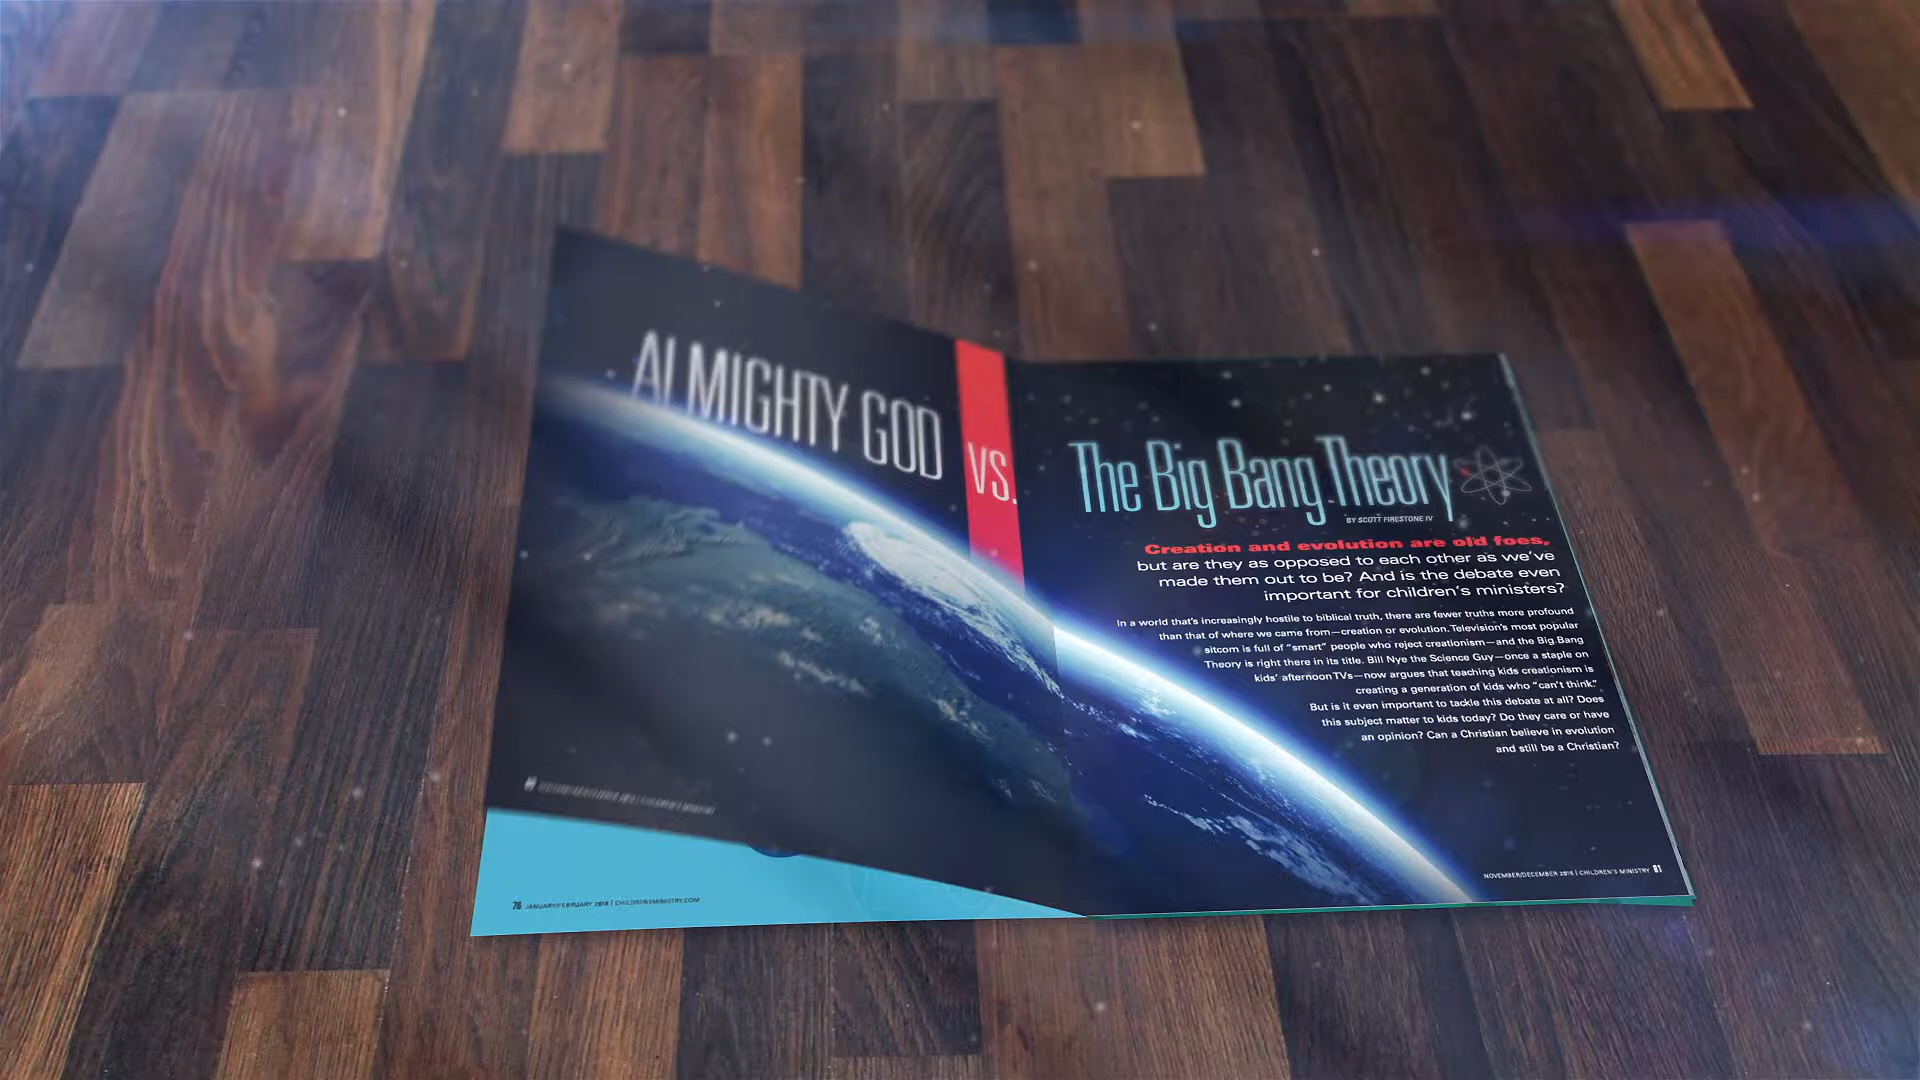 ALMIGHTY GOD
VS.
The Big Bang Theory
BY SCOTT FIRESTONE IV
Creation and evolution are old foes,
but are they as opposed to each other as we've
made them out to be? And is the debate even
important for children's ministers?
In a world that's increasingly hostile to biblical truth, there are fewer truths more profound
than that of where we came from—creation or evolution. Television's most popular
sitcom is full of "smart" people who reject creationism—and the Big Bang
Theory is right there in its title. Bill Nye the Science Guy—once a staple on
kids' afternoon TVs—now argues that teaching kids creationism is
creating a generation of kids who "can't think."
But is it even important to tackle this debate at all? Does
this subject matter to kids today? Do they care or have
an opinion? Can a Christian believe in evolution
and still be a Christian?
NOVEMBER/DECEMBER 2015 | CHILDREN'S MINISTRY 81
76 JANUARY/FEBRUARY 2016 | CHILDRENSMINISTRY.COM